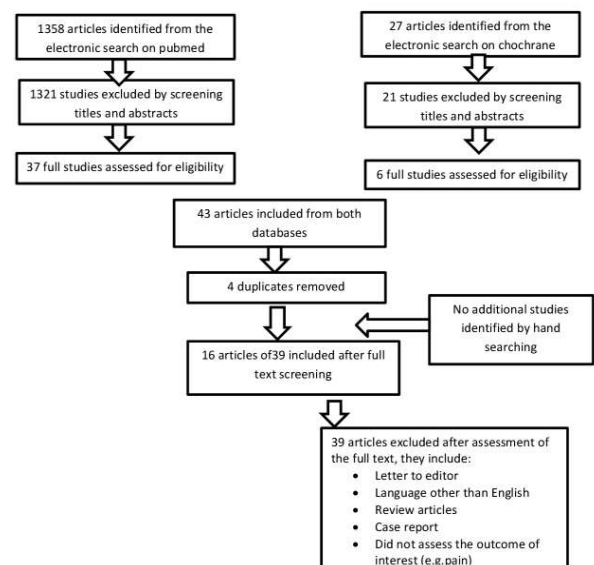 1358 articles identified from the
electronic search on pubmed
27 articles identified from the
electronic search on chochrane
1321 studies excluded by screening
titles and abstracts
21 studies excluded by screening
titles and abstracts
37 full studies assessed for eligibility
6 full studies assessed for eligibility
43 articles included from both
databases
4 duplicates removed
No additional studies
identified by hand
searching
16 articles of39 included after full
text screening
39 articles excluded after assessment of
the full text, they include:
• Letter to editor
• Language other than English
• Review articles
• Case report
• Did not assess the outcome of
interest (e.g.pain)